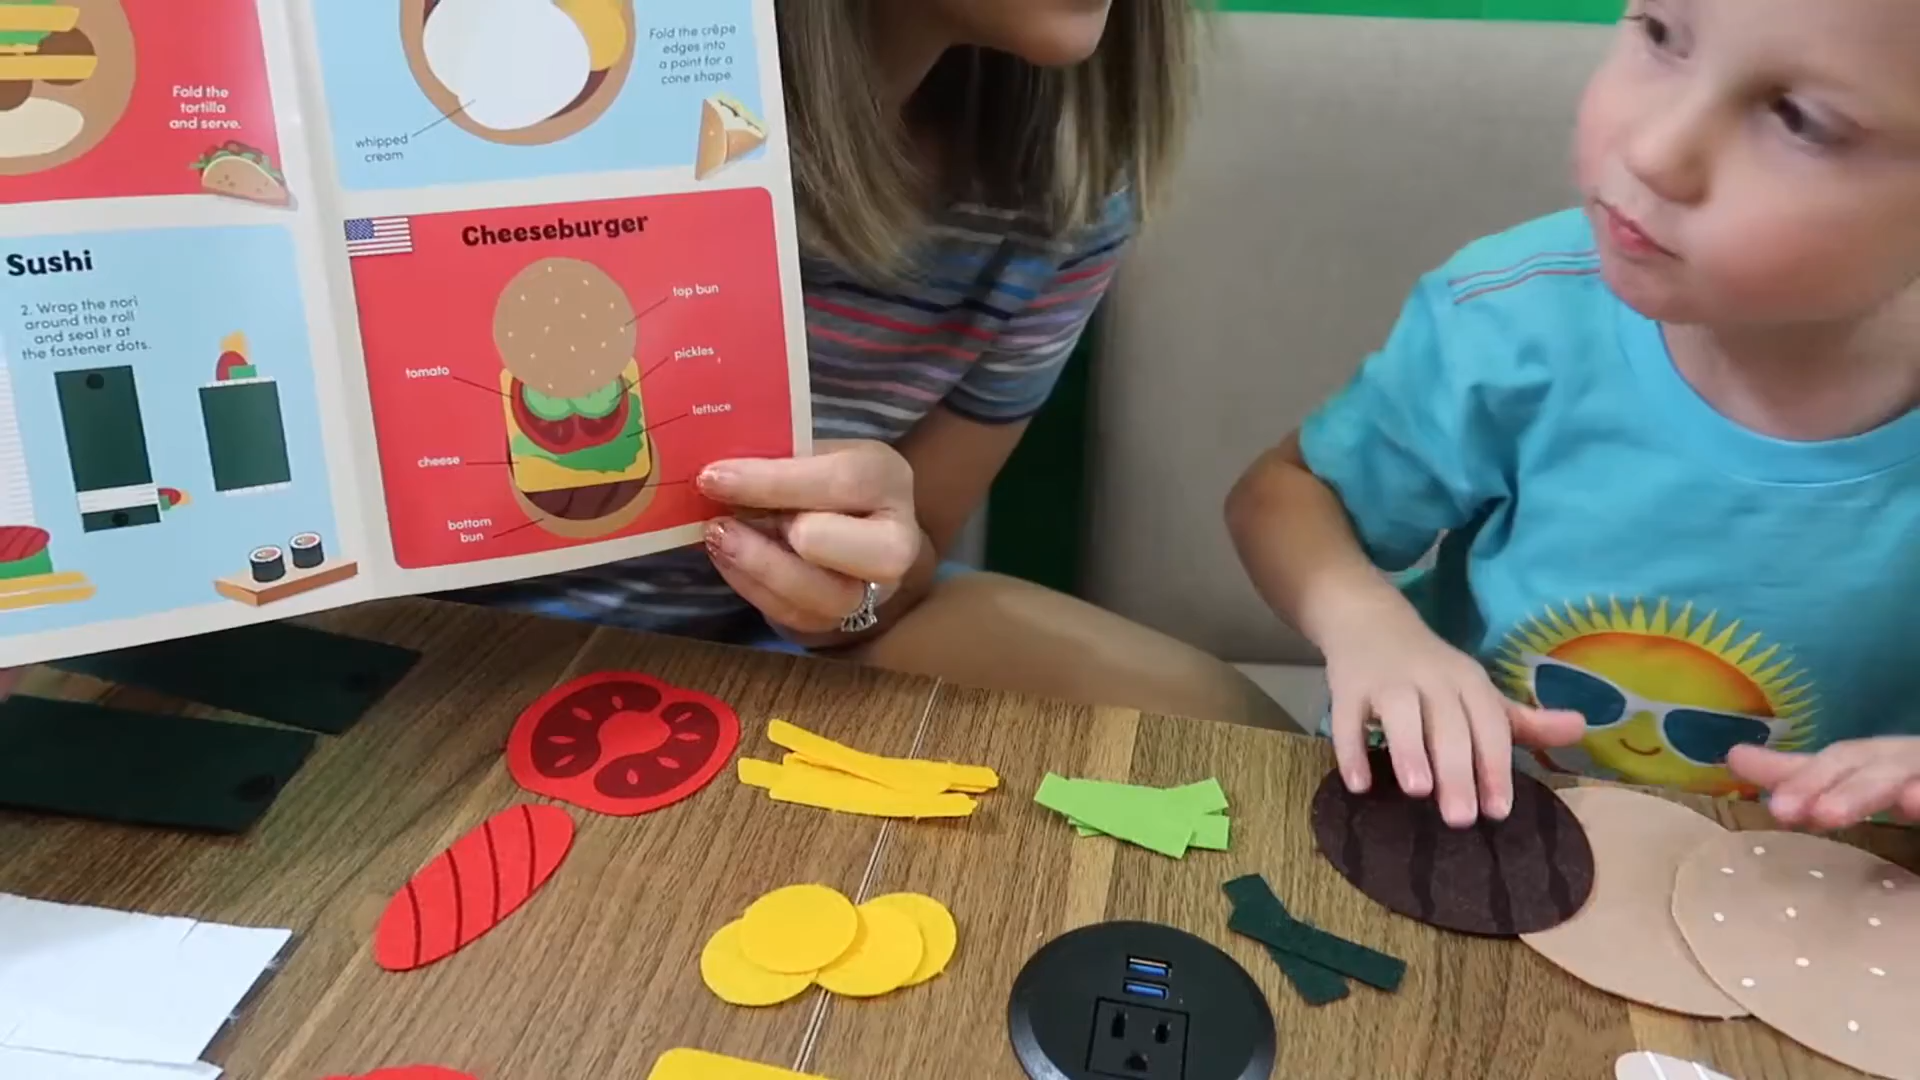 Fold the
tortilla
and serve.
Fold the crêpe
edges into
a point for a
cone shape.
whipped
cream
Sushi
2. Wrap the nori
around the roll
and seal it at
the fastener dots.
Cheeseburger
top bun
pickles
tomato
lettuce
cheese
bottom
bun